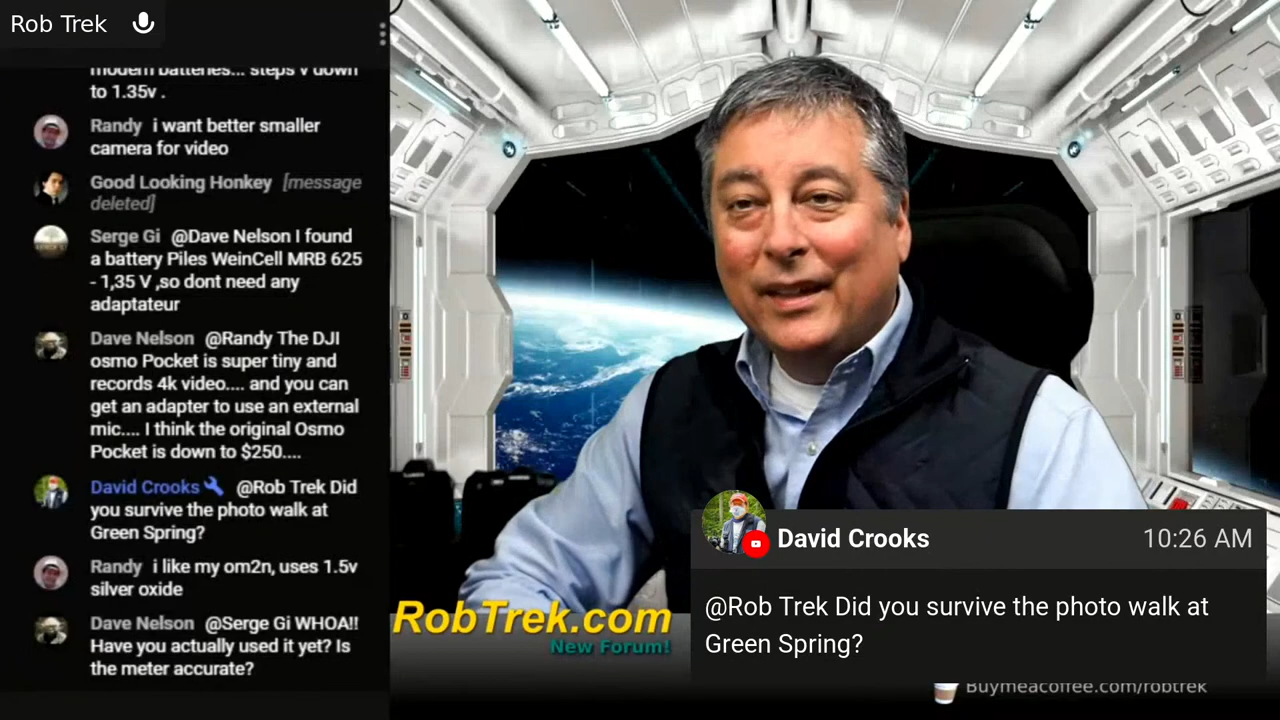 Rob Trek
modern batteries... steps v down
to 1.35v .
Randy i want better smaller
camera for video
Good Looking Honkey [message
deleted]
Serge Gi @Dave Nelson I found
a battery Piles WeinCell MRB 625
- 1,35 V ,so dont need any
adaptateur
Dave Nelson @Randy The DJI
osmo Pocket is super tiny and
records 4k video.... and you can
get an adapter to use an external
mic.... I think the original Osmo
Pocket is down to $250....
David Crooks @Rob Trek Did
you survive the photo walk at
Green Spring?
Randy i like my om2n, uses 1.5v
silver oxide
Dave Nelson @Serge Gi WHOA!!
Have you actually used it yet? Is
the meter accurate?
RobTrek.com
New Forum!
David Crooks 10:26 AM
@Rob Trek Did you survive the photo walk at
Green Spring?
Buymeacoffee.com/robtrek